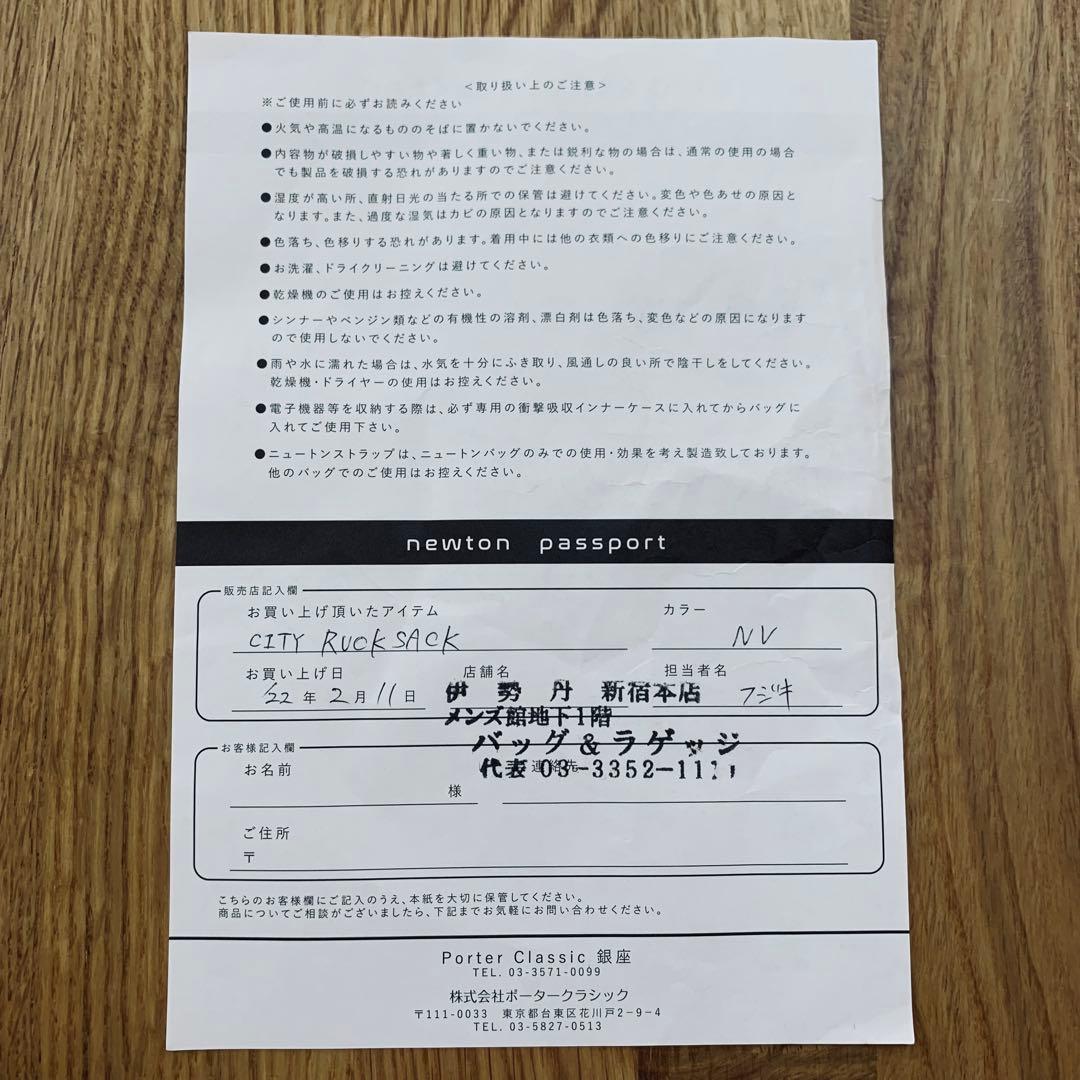 <取り扱い上のご注意>
※ご使用前に必ずお読みください
●火気や高温になるもののそばに置かないでください。
●内容物が破損しやすい物や著しく重い物、または鋭利な物の場合は、通常の使用の場合
でも製品を破損する恐れがありますのでご注意ください。
●湿度が高い所、直射日光の当たる所での保管は避けてください。変色や色あせの原因と
なります。また、過度な湿気はカビの原因となりますのでご注意ください。
●色落ち、色移りする恐れがあります。着用中には他の衣類への色移りにご注意ください。
●お洗濯、ドライクリーニングは避けてください。
●乾燥機のご使用はお控えください。
●シンナーやベンジン類などの有機性の溶剤、漂白剤は色落ち、変色などの原因になります
ので使用しないでください。
●雨や水に濡れた場合は、水気を十分にふき取り、風通しの良い所で陰干しをしてください。
乾燥機・ドライヤーの使用はお控えください。
●電子機器等を収納する際は、必ず専用の衝撃吸収インナーケースに入れてからバッグに
入れてご使用下さい。
●ニュートンストラップは、ニュートンバッグのみでの使用・効果を考え製造致しております。
他のバッグでのご使用はお控えください。
newton passport
販売店記入欄
お買い上げ頂いたアイテム カラー
CITY RUCKSACK NV
お買い上げ日 店舗名 担当者名
'22年2月11日 伊勢丹 新宿本店 フジキ
メンズ館地下1階
バッグ&ラゲッジ
代表 03-3352-1111
お客様記入欄
お名前 連絡先
様
ご住所
〒
こちらのお客様欄にご記入のうえ、本紙を大切に保管してください。
商品についてご相談がございましたら、下記までお気軽にお問い合わせください。
Porter Classic 銀座
TEL. 03-3571-0099
株式会社ポータークラシック
〒111-0033 東京都台東区花川戸2-9-4
TEL. 03-5827-0513